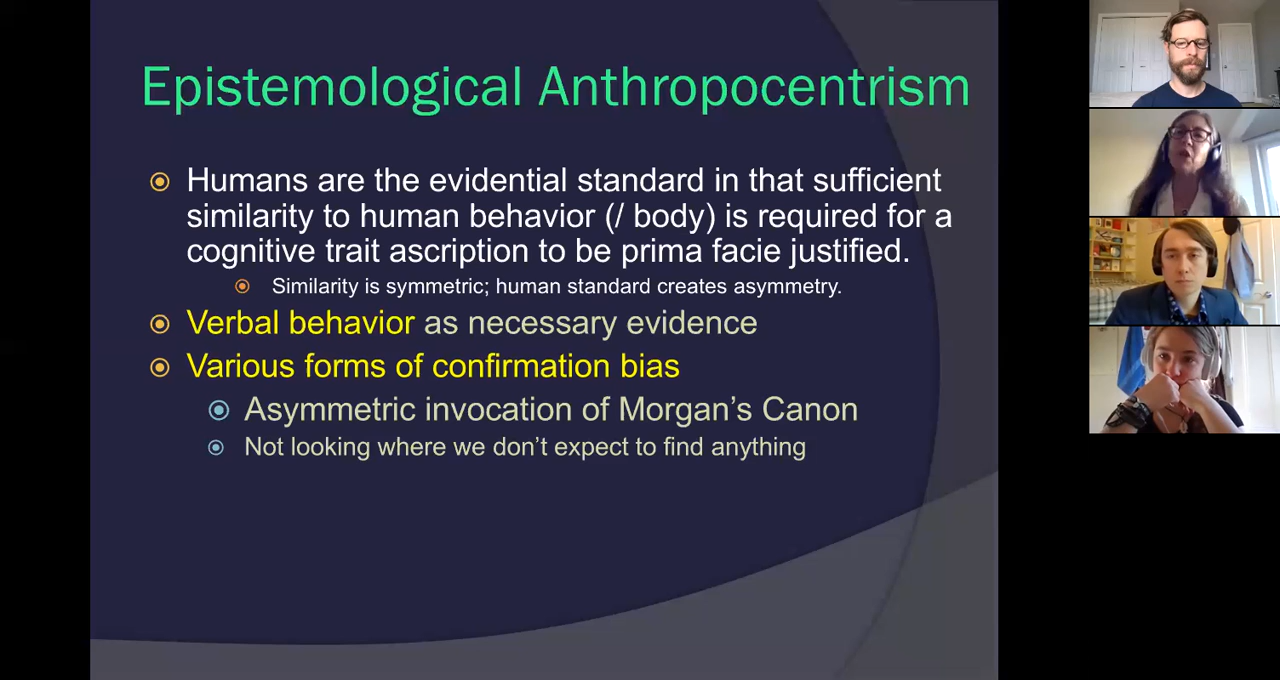 Epistemological Anthropocentrism
Humans are the evidential standard in that sufficient
similarity to human behavior (/ body) is required for a
cognitive trait ascription to be prima facie justified.
Similarity is symmetric; human standard creates asymmetry.
Verbal behavior as necessary evidence
Various forms of confirmation bias
Asymmetric invocation of Morgan’s Canon
Not looking where we don’t expect to find anything